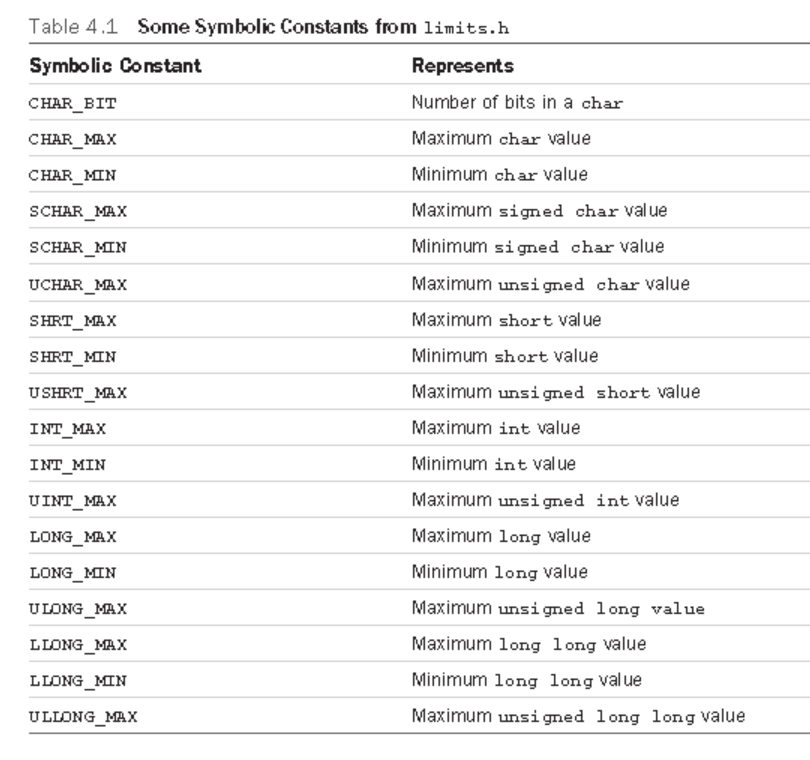 Table 4.1 Some Symbolic Constants from limits.h
Symbolic Constant Represents
CHAR_BIT Number of bits in a char
CHAR_MAX Maximum char value
CHAR_MIN Minimum char value
SCHAR_MAX Maximum signed char value
SCHAR_MIN Minimum signed char value
UCHAR_MAX Maximum unsigned char value
SHRT_MAX Maximum short value
SHRT_MIN Minimum short value
USHRT_MAX Maximum unsigned short value
INT_MAX Maximum int value
INT_MIN Minimum int value
UINT_MAX Maximum unsigned int value
LONG_MAX Maximum long value
LONG_MIN Minimum long value
ULONG_MAX Maximum unsigned long value
LLONG_MAX Maximum long long value
LLONG_MIN Minimum long long value
ULLONG_MAX Maximum unsigned long long value